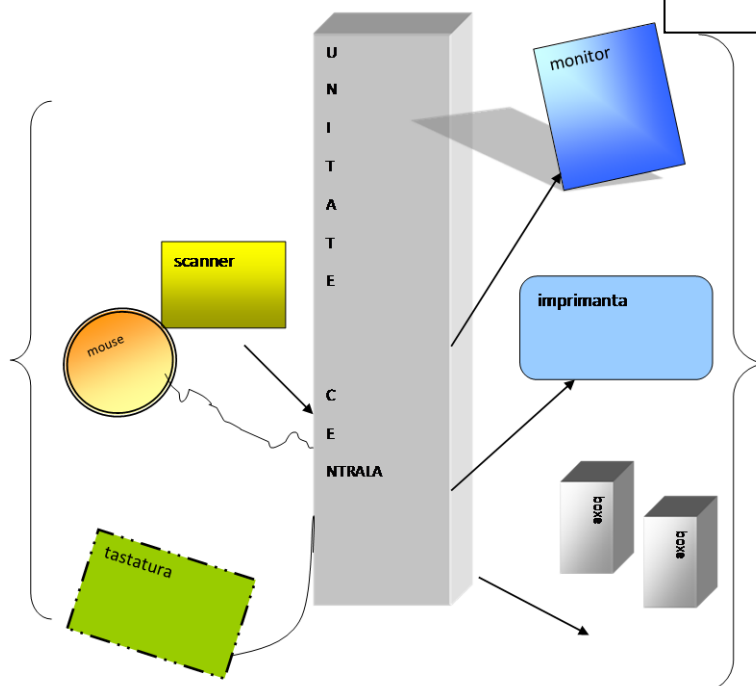 U
N
I
T
A
T
E
C
E
NTRALA
monitor
scanner
mouse
imprimanta
boxe
boxe
tastatura